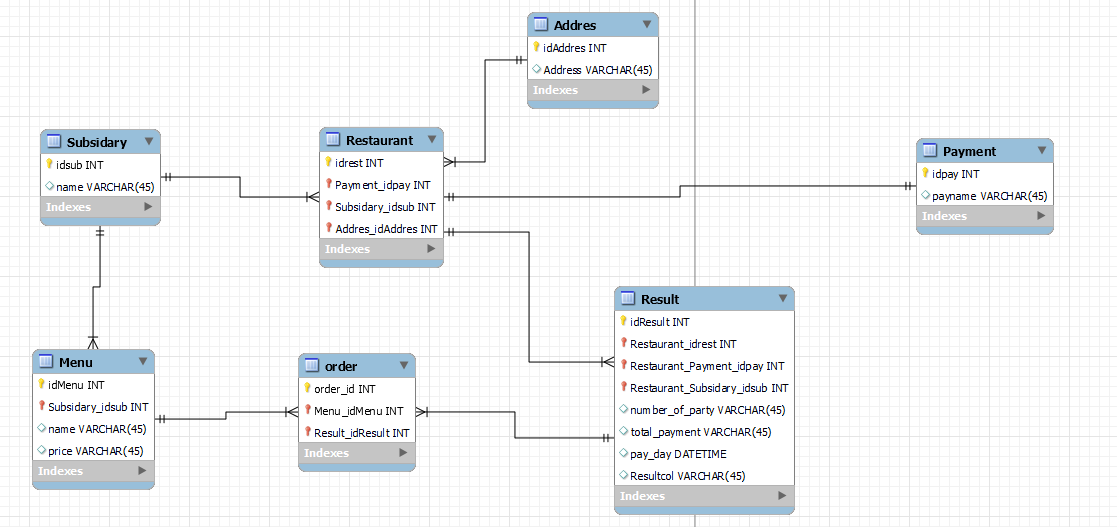 Addres
idAddres INT
Address VARCHAR(45)
Indexes
Subsidary
idsub INT
name VARCHAR(45)
Indexes
Restaurant
idrest INT
Payment_idpay INT
Subsidary_idsub INT
Addres_idAddres INT
Indexes
Payment
idpay INT
payname VARCHAR(45)
Indexes
Menu
idMenu INT
Subsidary_idsub INT
name VARCHAR(45)
price VARCHAR(45)
Indexes
order
order_id INT
Menu_idMenu INT
Result_idResult INT
Indexes
Result
idResult INT
Restaurant_idrest INT
Restaurant_Payment_idpay INT
Restaurant_Subsidary_idsub INT
number_of_party VARCHAR(45)
total_payment VARCHAR(45)
pay_day DATETIME
Resultcol VARCHAR(45)
Indexes